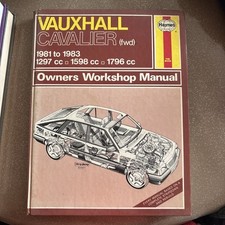 VAUXHALL
CAVALIER (fwd)
Haynes
1981 to 1983
1297 cc □ 1598 cc □ 1796 cc
Owners Workshop Manual